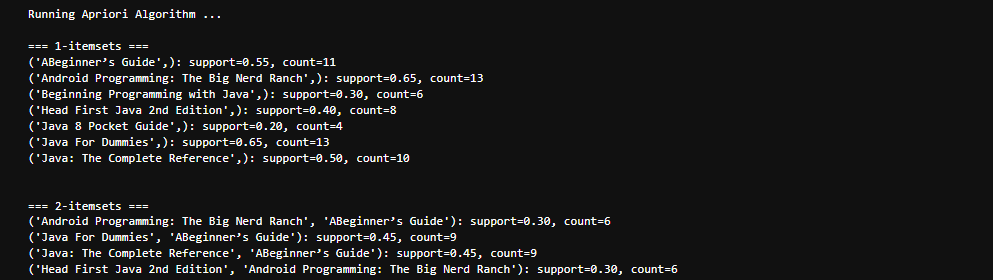 Running Apriori Algorithm ...
=== 1-itemsets ===
('ABeginner’s Guide',): support=0.55, count=11
('Android Programming: The Big Nerd Ranch',): support=0.65, count=13
('Beginning Programming with Java',): support=0.30, count=6
('Head First Java 2nd Edition',): support=0.40, count=8
('Java 8 Pocket Guide',): support=0.20, count=4
('Java For Dummies',): support=0.65, count=13
('Java: The Complete Reference',): support=0.50, count=10
=== 2-itemsets ===
('Android Programming: The Big Nerd Ranch', 'ABeginner’s Guide'): support=0.30, count=6
('Java For Dummies', 'ABeginner’s Guide'): support=0.45, count=9
('Java: The Complete Reference', 'ABeginner’s Guide'): support=0.45, count=9
('Head First Java 2nd Edition', 'Android Programming: The Big Nerd Ranch'): support=0.30, count=6